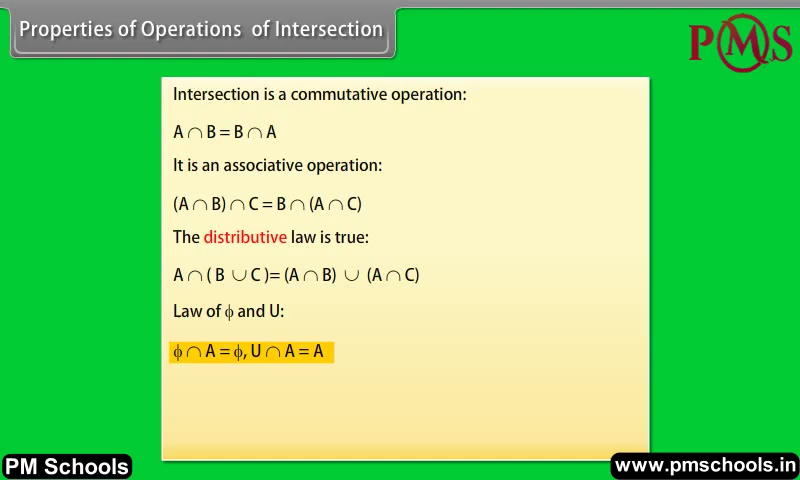 Properties of Operations of Intersection
PMS
Intersection is a commutative operation:
A ∩ B = B ∩ A
It is an associative operation:
(A ∩ B) ∩ C = B ∩ (A ∩ C)
The distributive law is true:
A ∩ ( B ∪ C )= (A ∩ B) ∪ (A ∩ C)
Law of ϕ and U:
ϕ ∩ A = ϕ, U ∩ A = A
PM Schools
www.pmschools.in